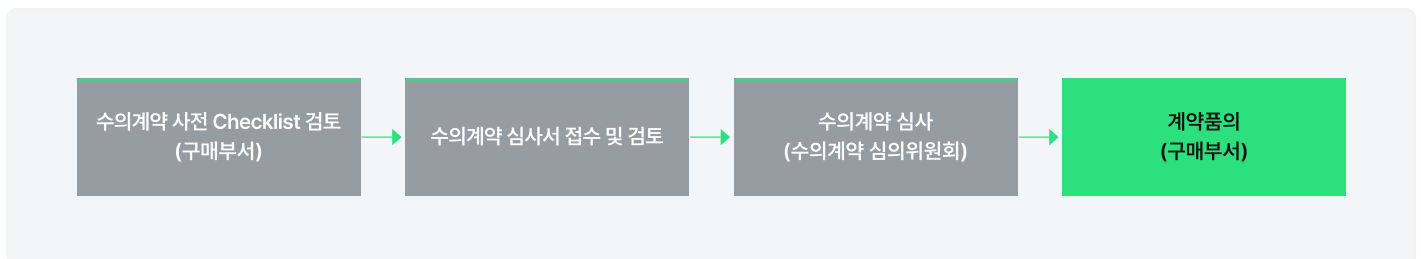 수의계약 사전 Checklist 검토
(구매부서)
수의계약 심사서 접수 및 검토
수의계약 심사
(수의계약 심의위원회)
계약품의
(구매부서)